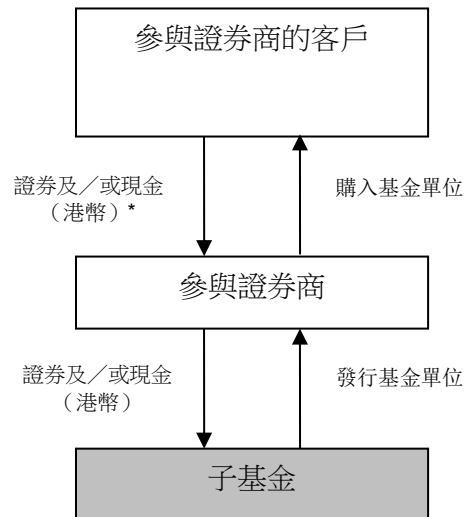 參與證券商的客戶
證券及／或現金
（港幣）*
購入基金單位
參與證券商
證券及／或現金
（港幣）
發行基金單位
子基金